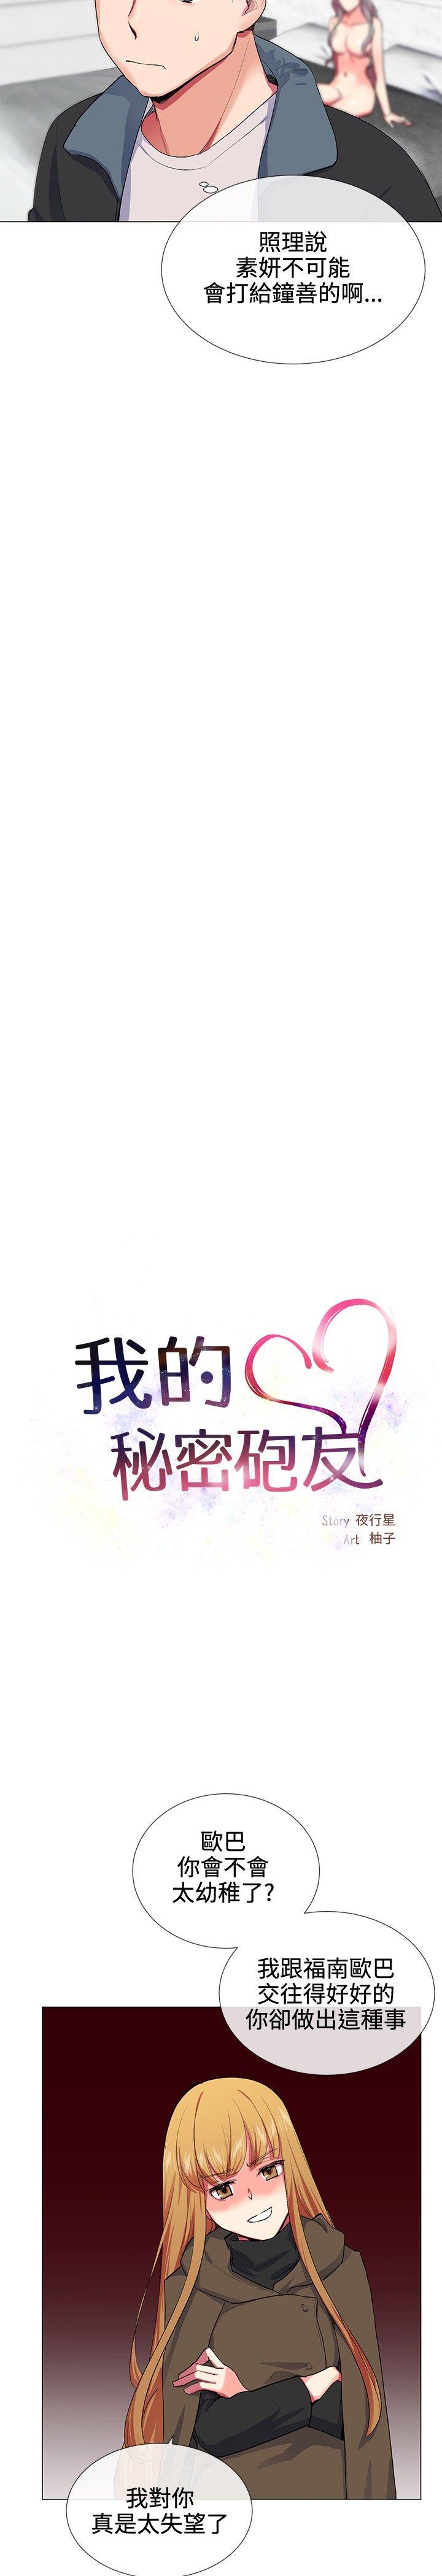 照理說
素妍不可能
會打給鐘善的啊...
我的
秘密砲友
Story 夜行星
Art 柚子
歐巴
你會不會
太幼稚了?
我跟福南歐巴
交往得好好的
你卻做出這種事
我對你
真是太失望了